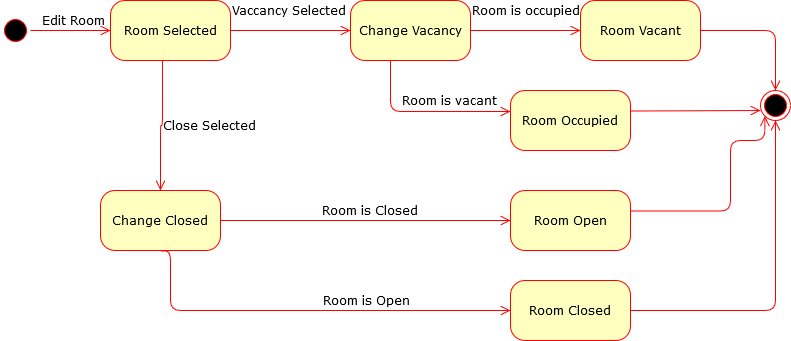 Edit Room
Room Selected
Vaccancy Selected
Change Vacancy
Room is occupied
Room Vacant
Room is vacant
Room Occupied
Close Selected
Change Closed
Room is Closed
Room Open
Room is Open
Room Closed